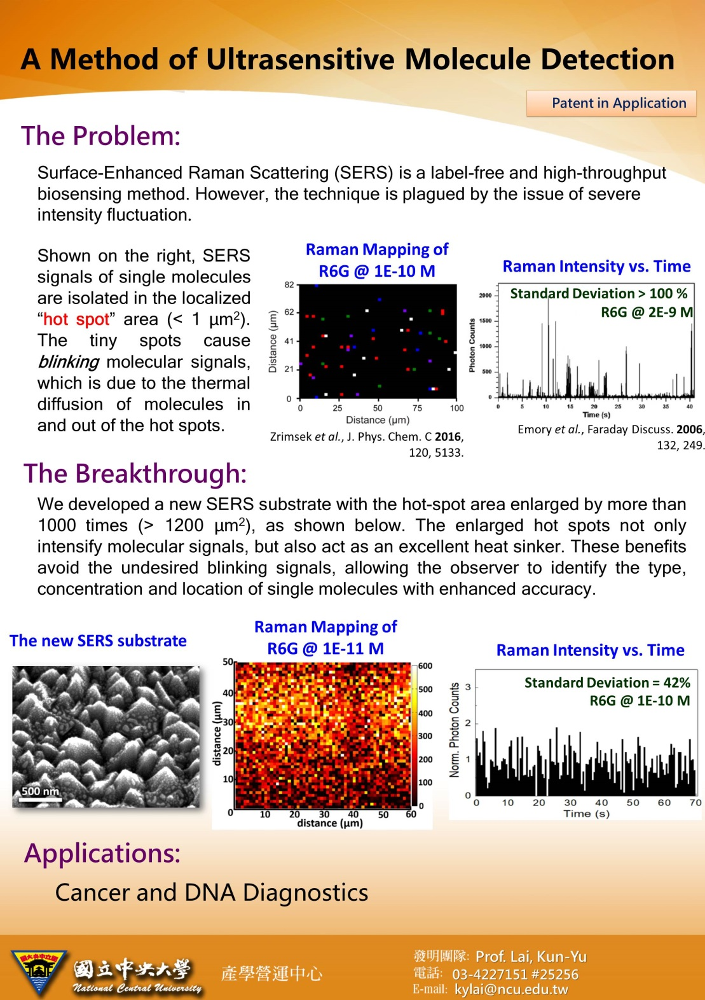 A Method of Ultrasensitive Molecule Detection
Patent in Application
The Problem:
Surface-Enhanced Raman Scattering (SERS) is a label-free and high-throughput
biosensing method. However, the technique is plagued by the issue of severe
intensity fluctuation.
Shown on the right, SERS
signals of single molecules
are isolated in the localized
“hot spot” area (< 1 μm²).
The tiny spots cause
blinking molecular signals,
which is due to the thermal
diffusion of molecules in
and out of the hot spots.
Raman Mapping of
R6G @ 1E-10 M
82
62
41
21
0
Distance (μm)
0 25 50 75 100
Distance (μm)
Zrimsek et al., J. Phys. Chem. C 2016,
120, 5133.
Raman Intensity vs. Time
Standard Deviation > 100 %
R6G @ 2E-9 M
2000
1500
1000
500
0
Photon Counts
0 5 10 15 20 25 30 35 40
Time (s)
Emory et al., Faraday Discuss. 2006,
132, 249.
The Breakthrough:
We developed a new SERS substrate with the hot-spot area enlarged by more than
1000 times (> 1200 μm²), as shown below. The enlarged hot spots not only
intensify molecular signals, but also act as an excellent heat sinker. These benefits
avoid the undesired blinking signals, allowing the observer to identify the type,
concentration and location of single molecules with enhanced accuracy.
The new SERS substrate
500 nm
Raman Mapping of
R6G @ 1E-11 M
50
40
30
20
10
0
distance (μm)
10 20 30 40 50 60
distance (μm)
600
500
400
300
200
100
0
Raman Intensity vs. Time
Standard Deviation = 42%
R6G @ 1E-10 M
3
2
1
0
Norm. Photon Counts
0 10 20 30 40 50 60 70
Time (s)
Applications:
Cancer and DNA Diagnostics
國立中央大學
National Central University
產學營運中心
發明團隊: Prof. Lai, Kun-Yu
電話: 03-4227151 #25256
E-mail: kylai@ncu.edu.tw